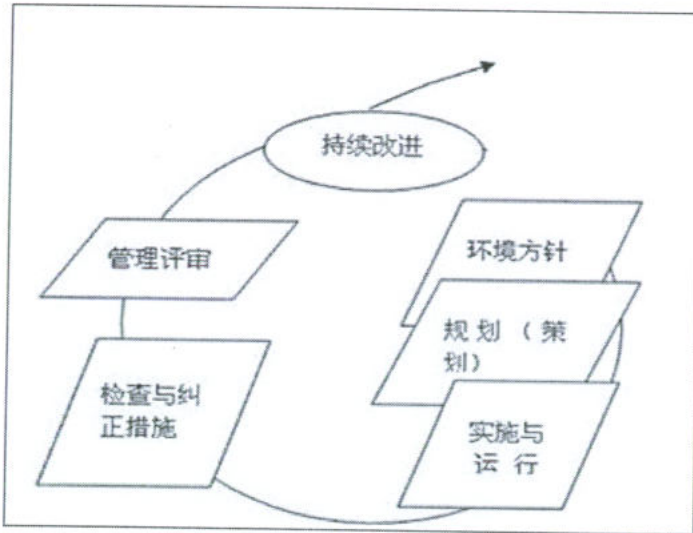 持续改进
管理评审
环境方针
规划（策
划）
检查与纠
正措施
实施与
运行